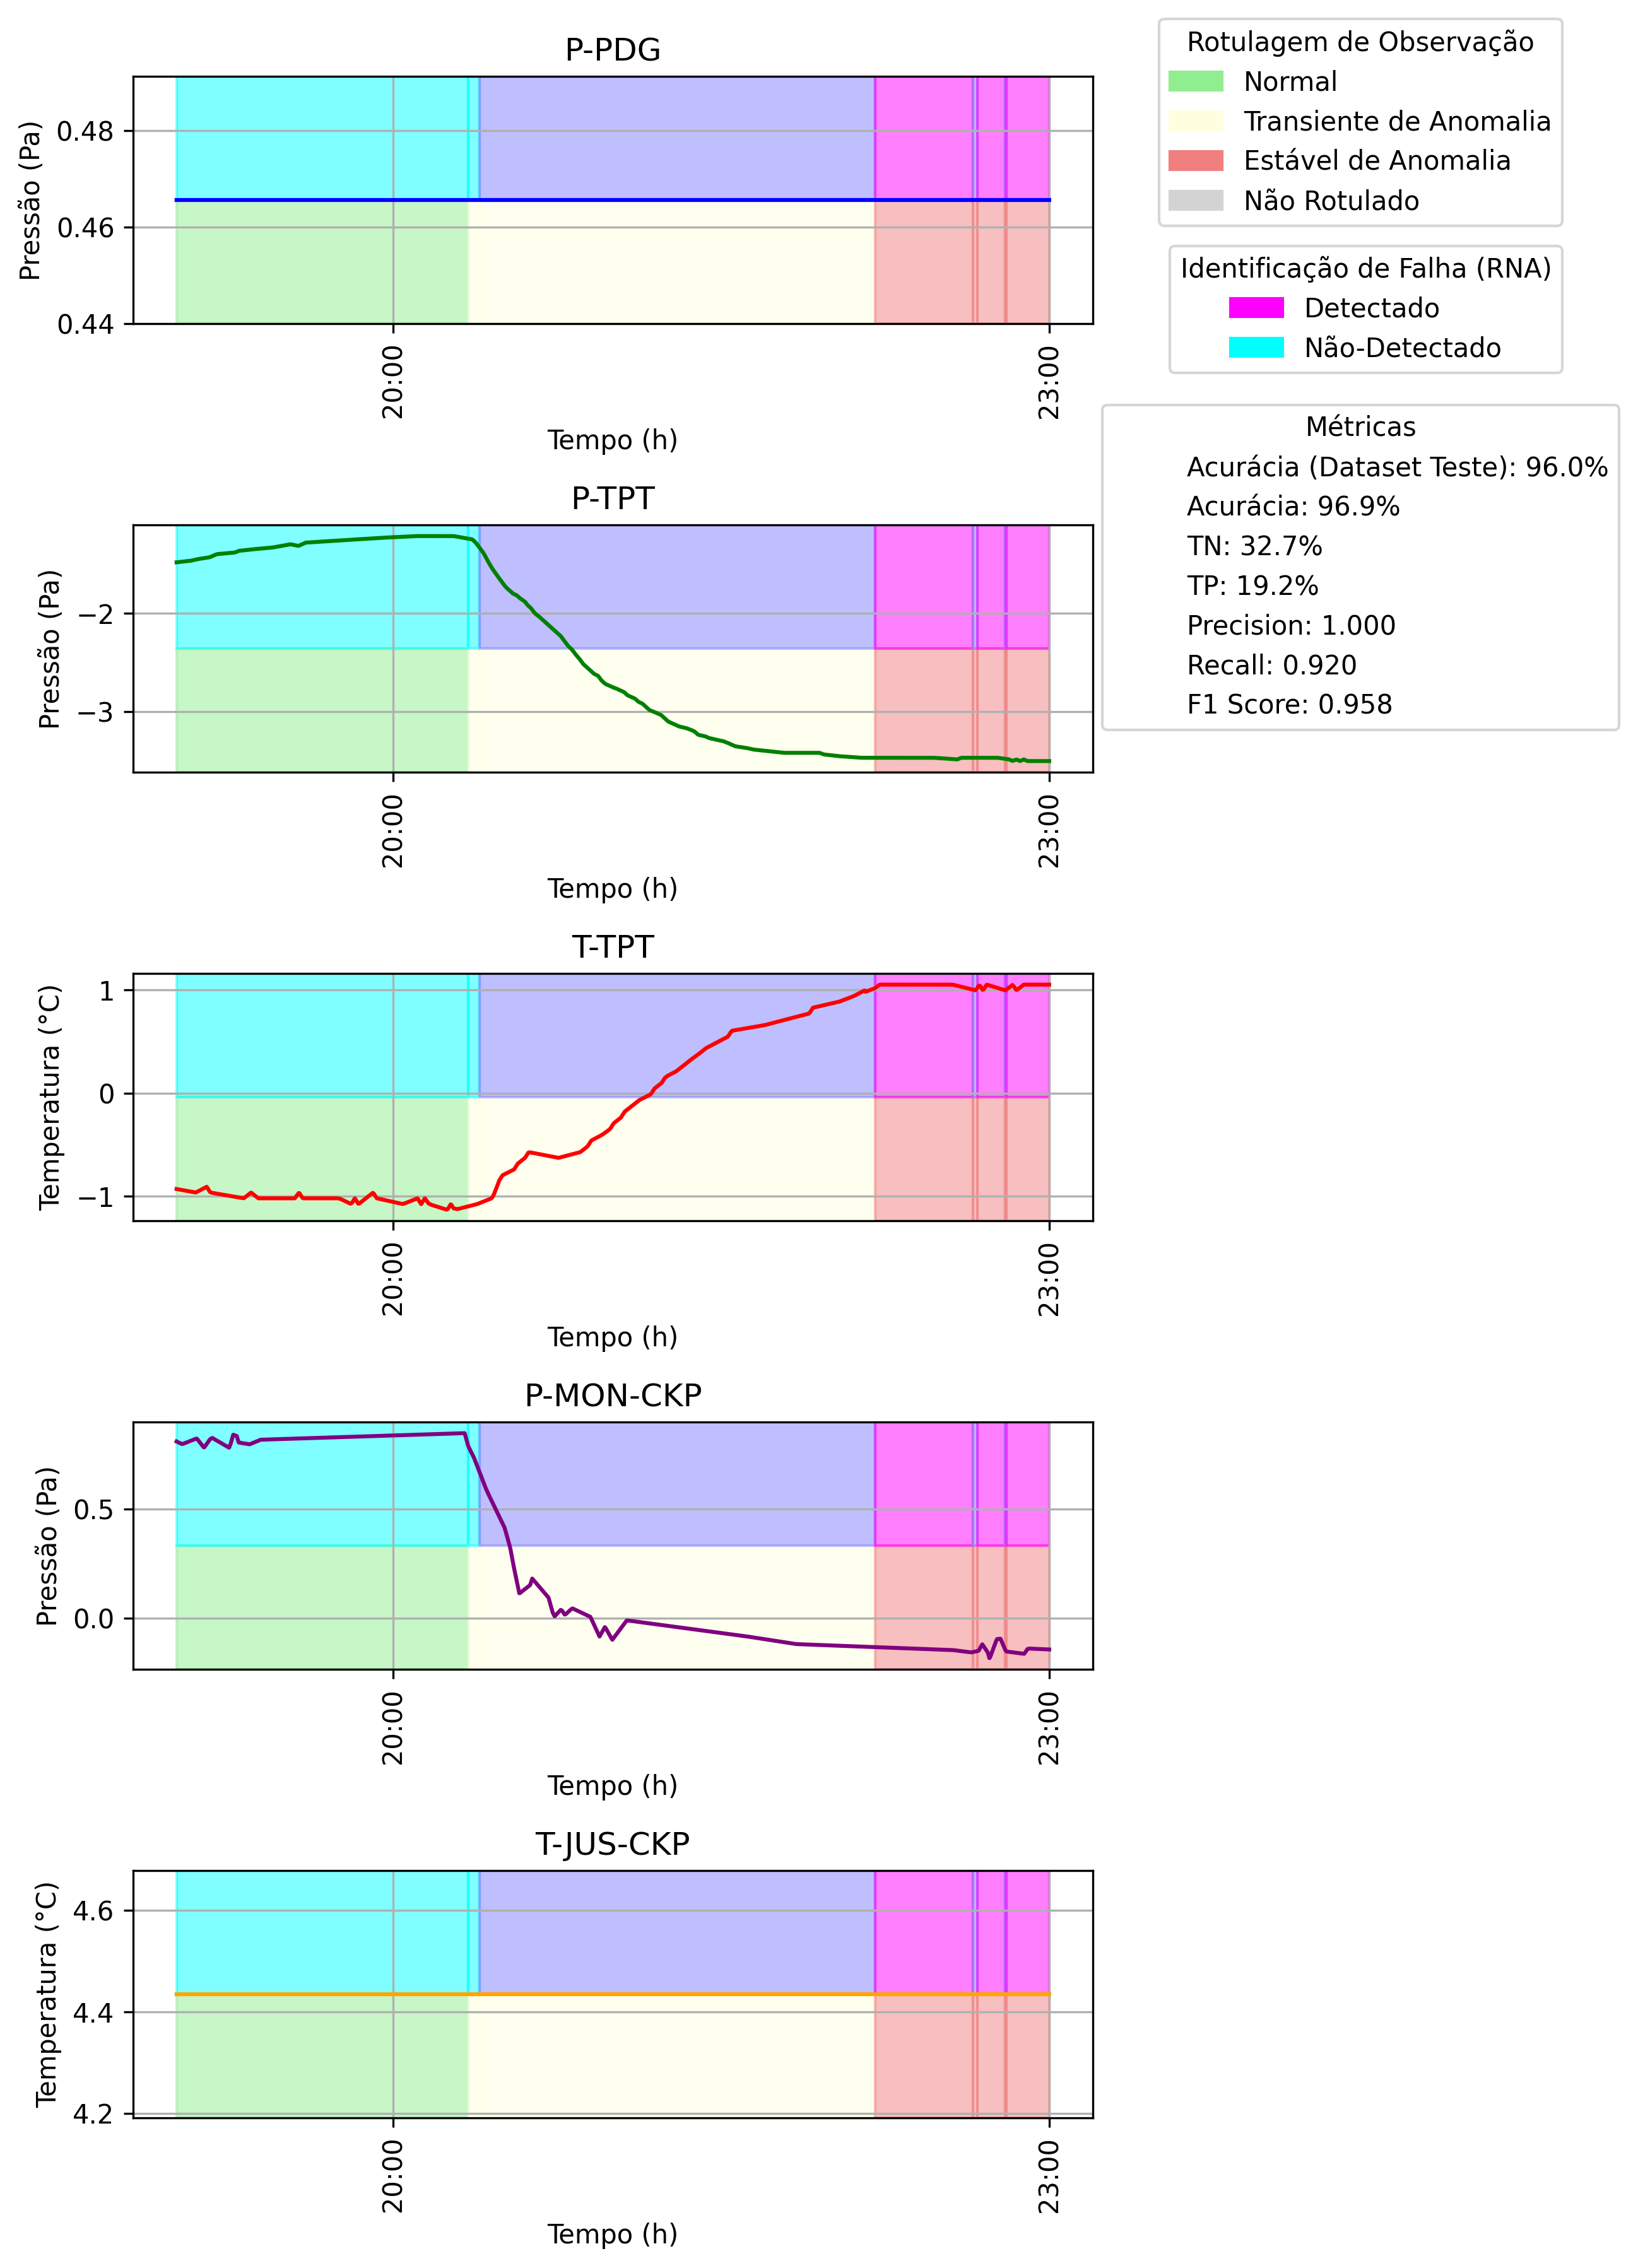 P-PDG
Pressão (Pa)
0.48
0.46
0.44
20:00
23:00
Tempo (h)
Rotulagem de Observação
Normal
Transiente de Anomalia
Estável de Anomalia
Não Rotulado
Identificação de Falha (RNA)
Detectado
Não-Detectado
Métricas
Acurácia (Dataset Teste): 96.0%
Acurácia: 96.9%
TN: 32.7%
TP: 19.2%
Precision: 1.000
Recall: 0.920
F1 Score: 0.958
P-TPT
Pressão (Pa)
−2
−3
20:00
23:00
Tempo (h)
T-TPT
Temperatura (°C)
1
0
−1
20:00
23:00
Tempo (h)
P-MON-CKP
Pressão (Pa)
0.5
0.0
20:00
23:00
Tempo (h)
T-JUS-CKP
Temperatura (°C)
4.6
4.4
4.2
20:00
23:00
Tempo (h)